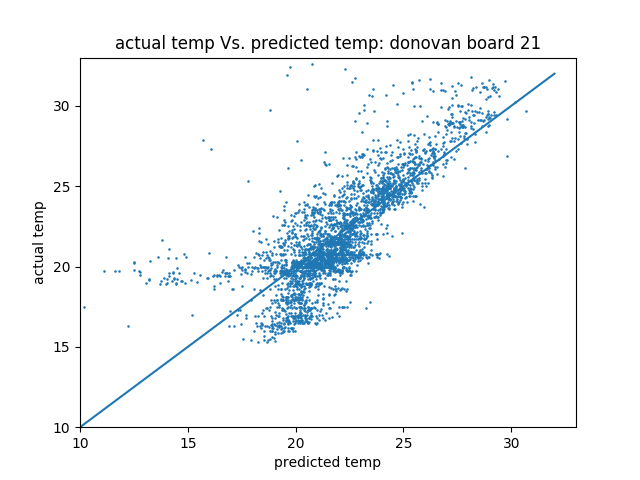 actual temp Vs. predicted temp: donovan board 21
30
25
20
15
10
actual temp
10 15 20 25 30
predicted temp